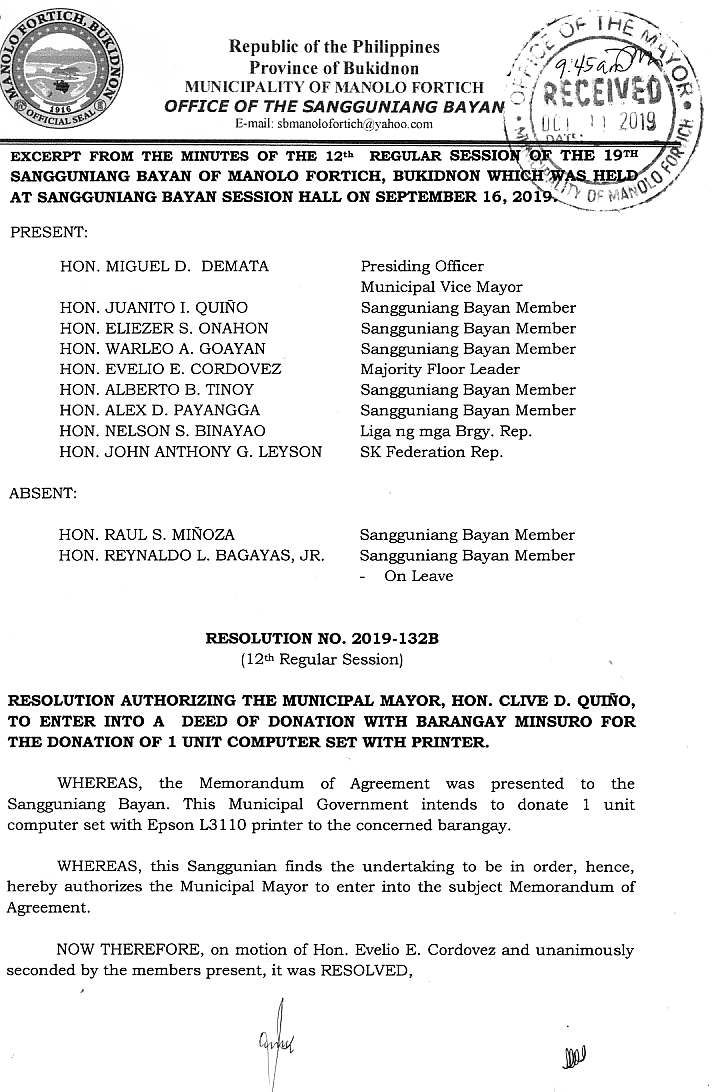 MANOLO FORTICH, BUKIDNON
1916
OFFICIAL SEAL
Republic of the Philippines
Province of Bukidnon
MUNICIPALITY OF MANOLO FORTICH
OFFICE OF THE SANGGUNIANG BAYAN
E-mail: sbmanolofortich@yahoo.com
OFFICE OF THE MAYOR
9:45a
RECEIVED
OCT 11 2019
DATE:
MUNICIPALITY OF MANOLO FORTICH
EXCERPT FROM THE MINUTES OF THE 12th REGULAR SESSION OF THE 19TH
SANGGUNIANG BAYAN OF MANOLO FORTICH, BUKIDNON WHICH WAS HELD
AT SANGGUNIANG BAYAN SESSION HALL ON SEPTEMBER 16, 2019.
PRESENT:
HON. MIGUEL D. DEMATA Presiding Officer
Municipal Vice Mayor
HON. JUANITO I. QUIÑO Sangguniang Bayan Member
HON. ELIEZER S. ONAHON Sangguniang Bayan Member
HON. WARLEO A. GOAYAN Sangguniang Bayan Member
HON. EVELIO E. CORDOVEZ Majority Floor Leader
HON. ALBERTO B. TINOY Sangguniang Bayan Member
HON. ALEX D. PAYANGGA Sangguniang Bayan Member
HON. NELSON S. BINAYAO Liga ng mga Brgy. Rep.
HON. JOHN ANTHONY G. LEYSON SK Federation Rep.
ABSENT:
HON. RAUL S. MIÑOZA Sangguniang Bayan Member
HON. REYNALDO L. BAGAYAS, JR. Sangguniang Bayan Member
- On Leave
RESOLUTION NO. 2019-132B
(12th Regular Session)
RESOLUTION AUTHORIZING THE MUNICIPAL MAYOR, HON. CLIVE D. QUIÑO,
TO ENTER INTO A DEED OF DONATION WITH BARANGAY MINSURO FOR
THE DONATION OF 1 UNIT COMPUTER SET WITH PRINTER.
WHEREAS, the Memorandum of Agreement was presented to the
Sangguniang Bayan. This Municipal Government intends to donate 1 unit
computer set with Epson L3110 printer to the concerned barangay.
WHEREAS, this Sanggunian finds the undertaking to be in order, hence,
hereby authorizes the Municipal Mayor to enter into the subject Memorandum of
Agreement.
NOW THEREFORE, on motion of Hon. Evelio E. Cordovez and unanimously
seconded by the members present, it was RESOLVED,